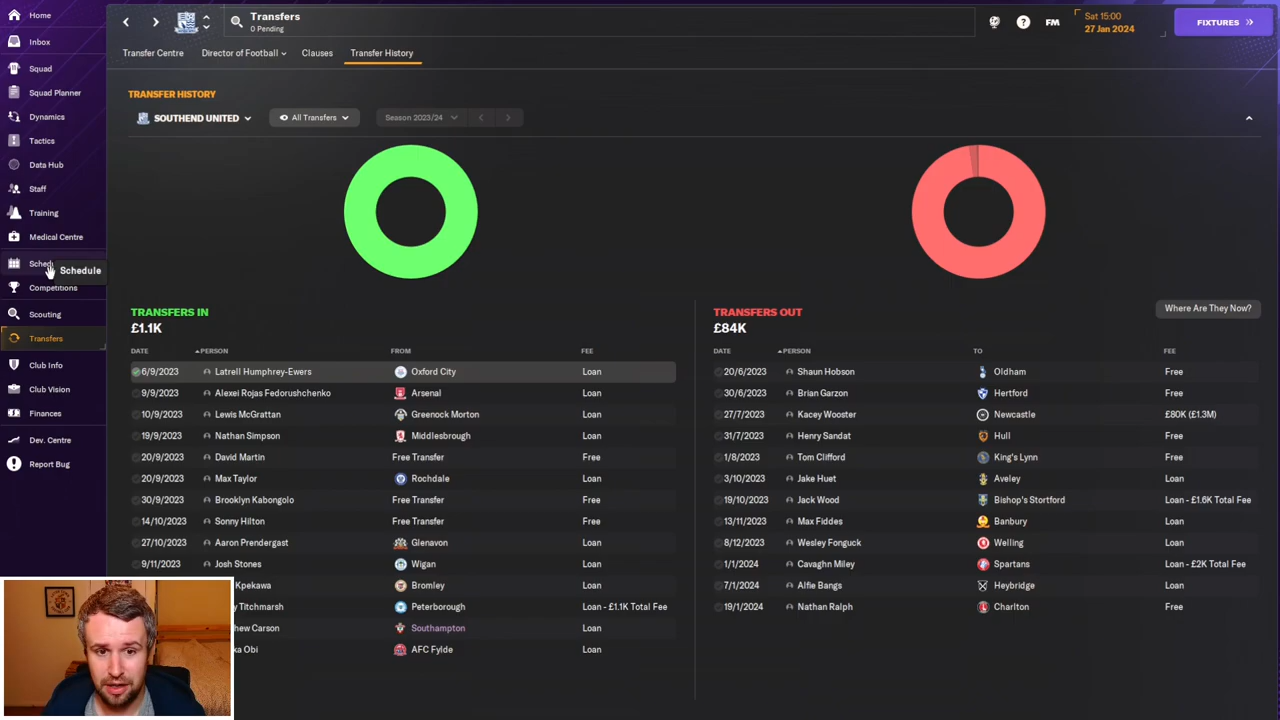 Home
Inbox
Squad
Squad Planner
Dynamics
Tactics
Data Hub
Staff
Training
Medical Centre
Sched
Schedule
Competitions
Scouting
Transfers
Club Info
Club Vision
Finances
Dev. Centre
Report Bug
Transfers
0 Pending
? FM
Sat 15:00
27 Jan 2024
FIXTURES
Transfer Centre Director of Football Clauses Transfer History
TRANSFER HISTORY
SOUTHEND UNITED All Transfers Season 2023/24
TRANSFERS IN
£1.1K
DATE PERSON FROM FEE
6/9/2023 Latrell Humphrey-Ewers Oxford City Loan
9/9/2023 Alexei Rojas Fedorushchenko Arsenal Loan
10/9/2023 Lewis McGrattan Greenock Morton Loan
19/9/2023 Nathan Simpson Middlesbrough Loan
20/9/2023 David Martin Free Transfer Free
20/9/2023 Max Taylor Rochdale Loan
30/9/2023 Brooklyn Kabongolo Free Transfer Free
14/10/2023 Sonny Hilton Free Transfer Free
27/10/2023 Aaron Prendergast Glenavon Loan
9/11/2023 Josh Stones Wigan Loan
Kpekawa Bromley Loan
y Titchmarsh Peterborough Loan - £1.1K Total Fee
hew Carson Southampton Loan
ka Obi AFC Fylde Loan
TRANSFERS OUT
£84K
Where Are They Now?
DATE PERSON TO FEE
20/6/2023 Shaun Hobson Oldham Free
30/6/2023 Brian Garzon Hertford Free
27/7/2023 Kacey Wooster Newcastle £80K (£1.3M)
31/7/2023 Henry Sandat Hull Free
1/8/2023 Tom Clifford King's Lynn Free
3/10/2023 Jake Huet Aveley Loan
19/10/2023 Jack Wood Bishop's Stortford Loan - £1.6K Total Fee
13/11/2023 Max Fiddes Banbury Loan
8/12/2023 Wesley Fonguck Welling Loan
1/1/2024 Cavaghn Miley Spartans Loan - £2K Total Fee
7/1/2024 Alfie Bangs Heybridge Loan
19/1/2024 Nathan Ralph Charlton Free